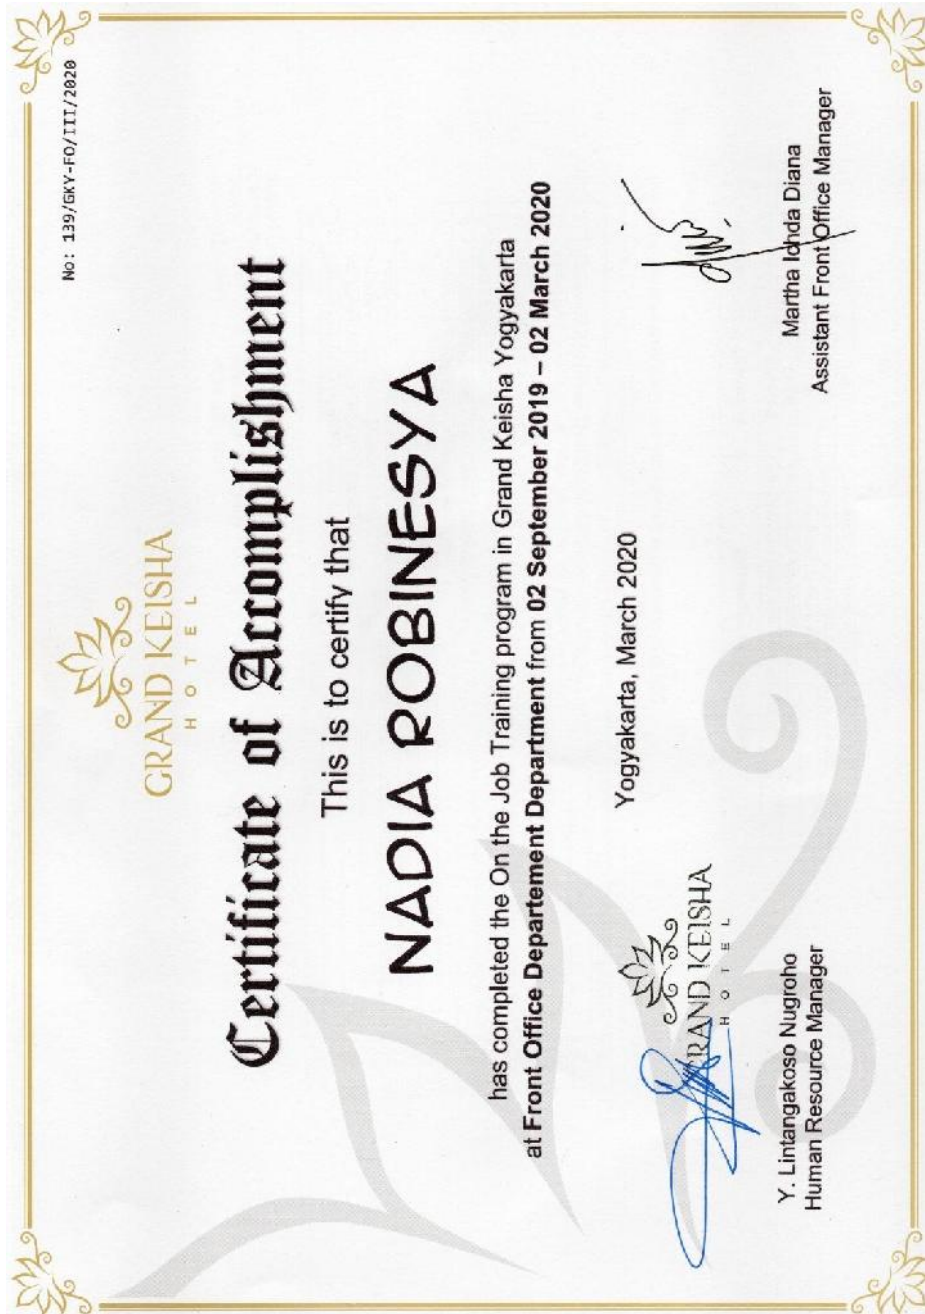 No: 139/GKY-FO/III/2020
GRAND KEISHA
HOTEL
Certificate of Accomplishment
This is to certify that
NADIA ROBINESYA
has completed the On the Job Training program in Grand Keisha Yogyakarta
at Front Office Departement Department from 02 September 2019 – 02 March 2020
Yogyakarta, March 2020
GRAND KEISHA
HOTEL
Y. Lintangakoso Nugroho
Human Resource Manager
Martha Iohda Diana
Assistant Front Office Manager